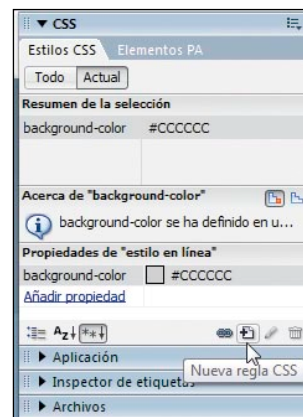 CSS
Estilos CSS Elementos PA
Todo Actual
Resumen de la selección
background-color #CCCCCC
Acerca de "background-color"
background-color se ha definido en u...
Propiedades de "estilo en línea"
background-color #CCCCCC
Añadir propiedad
Az↓ **↓
Aplicación
Nueva regla CSS
Inspector de etiquetas
Archivos